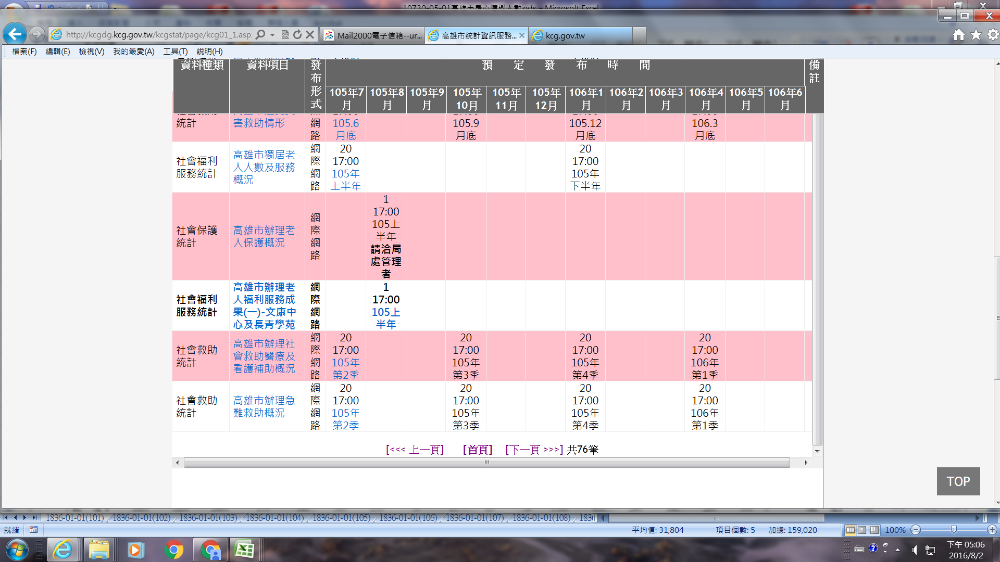 10730-05-01高雄市身心障礙人數.ods - Microsoft Excel
http://kcgdg.kcg.gov.tw/kcgstat/page/kcg01_1.asp
Mail2000電子信箱--ur...
高雄市統計資訊服務...
kcg.gov.tw
檔案(F) 編輯(E) 檢視(V) 我的最愛(A) 工具(T) 說明(H)
資料種類 資料項目 發布形式 預定發布時間 備註
105年7月 105年8月 105年9月 105年10月 105年11月 105年12月 106年1月 106年2月 106年3月 106年4月 106年5月 106年6月
統計 害救助情形 網路 105.6月底 105.9月底 105.12月底 106.3月底
社會福利
服務統計
高雄市獨居老
人人數及服務
概況
網
際
網
路
20
17:00
105年
上半年
20
17:00
105年
下半年
社會保護
統計
高雄市辦理老
人保護概況
網
際
網
路
1
17:00
105上
半年
請洽局
處管理
者
社會福利
服務統計
高雄市辦理老
人福利服務成
果(一)-文康中
心及長青學苑
網
際
網
路
1
17:00
105上
半年
社會救助
統計
高雄市辦理社
會救助醫療及
看護補助概況
網
際
網
路
20
17:00
105年
第2季
20
17:00
105年
第3季
20
17:00
105年
第4季
20
17:00
106年
第1季
社會救助
統計
高雄市辦理急
難救助概況
網
際
網
路
20
17:00
105年
第2季
20
17:00
105年
第3季
20
17:00
105年
第4季
20
17:00
106年
第1季
[<<< 上一頁] [首頁] [下一頁 >>>] 共76筆
TOP
1836-01-01(101) 1836-01-01(102) 1836-01-01(103) 1836-01-01(104) 1836-01-01(105) 1836-01-01(106) 1836-01-01(107) 1836-01-01(108)
就緒 平均值: 31,804 項目個數: 5 加總: 159,020 100%
下午 05:06
2016/8/2